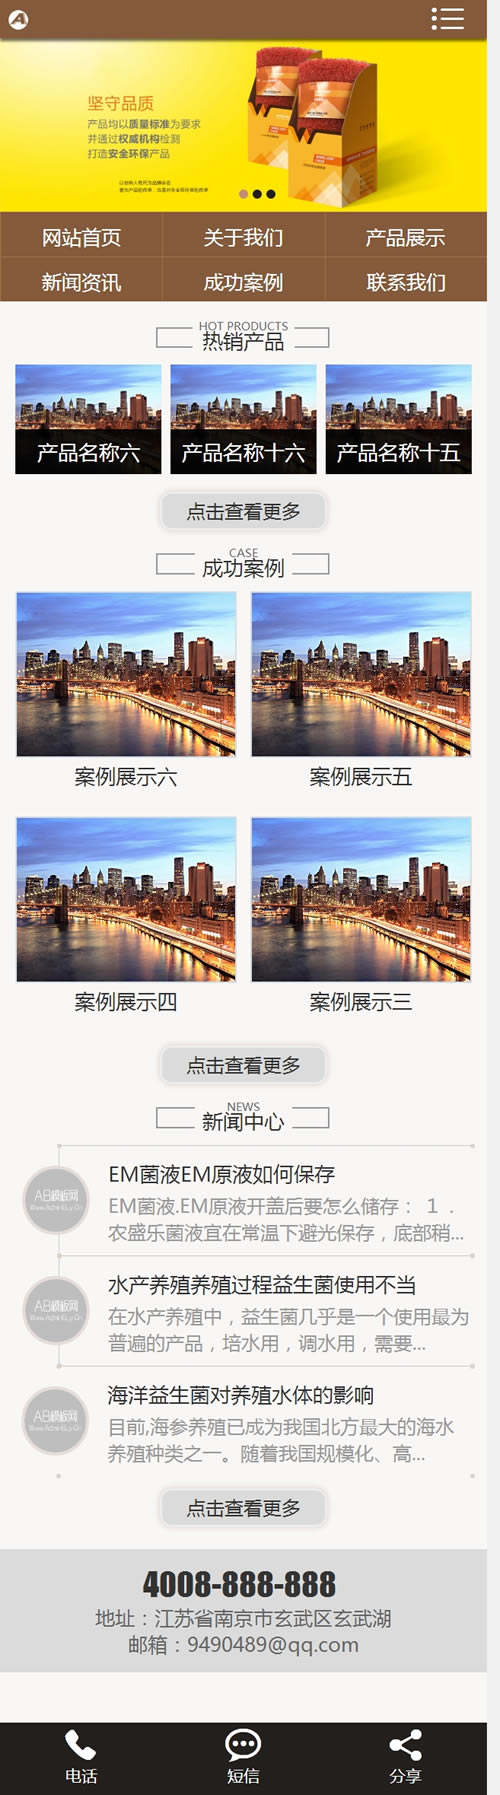 坚守品质
产品均以质量标准为要求
并通过权威机构检测
打造安全环保产品
网站首页 关于我们 产品展示
新闻资讯 成功案例 联系我们
HOT PRODUCTS
热销产品
产品名称六 产品名称十六 产品名称十五
点击查看更多
CASE
成功案例
案例展示六 案例展示五
案例展示四 案例展示三
点击查看更多
NEWS
新闻中心
EM菌液EM原液如何保存
AB模板网
EM菌液.EM原液开盖后要怎么储存： 1．
农盛乐菌液宜在常温下避光保存，底部稍...
水产养殖养殖过程益生菌使用不当
AB模板网
在水产养殖中，益生菌几乎是一个使用最为
普遍的产品，培水用，调水用，需要...
海洋益生菌对养殖水体的影响
AB模板网
目前,海参养殖已成为我国北方最大的海水
养殖种类之一。随着我国规模化、高...
点击查看更多
4008-888-888
地址：江苏省南京市玄武区玄武湖
邮箱：9490489@qq.com
电话 短信 分享